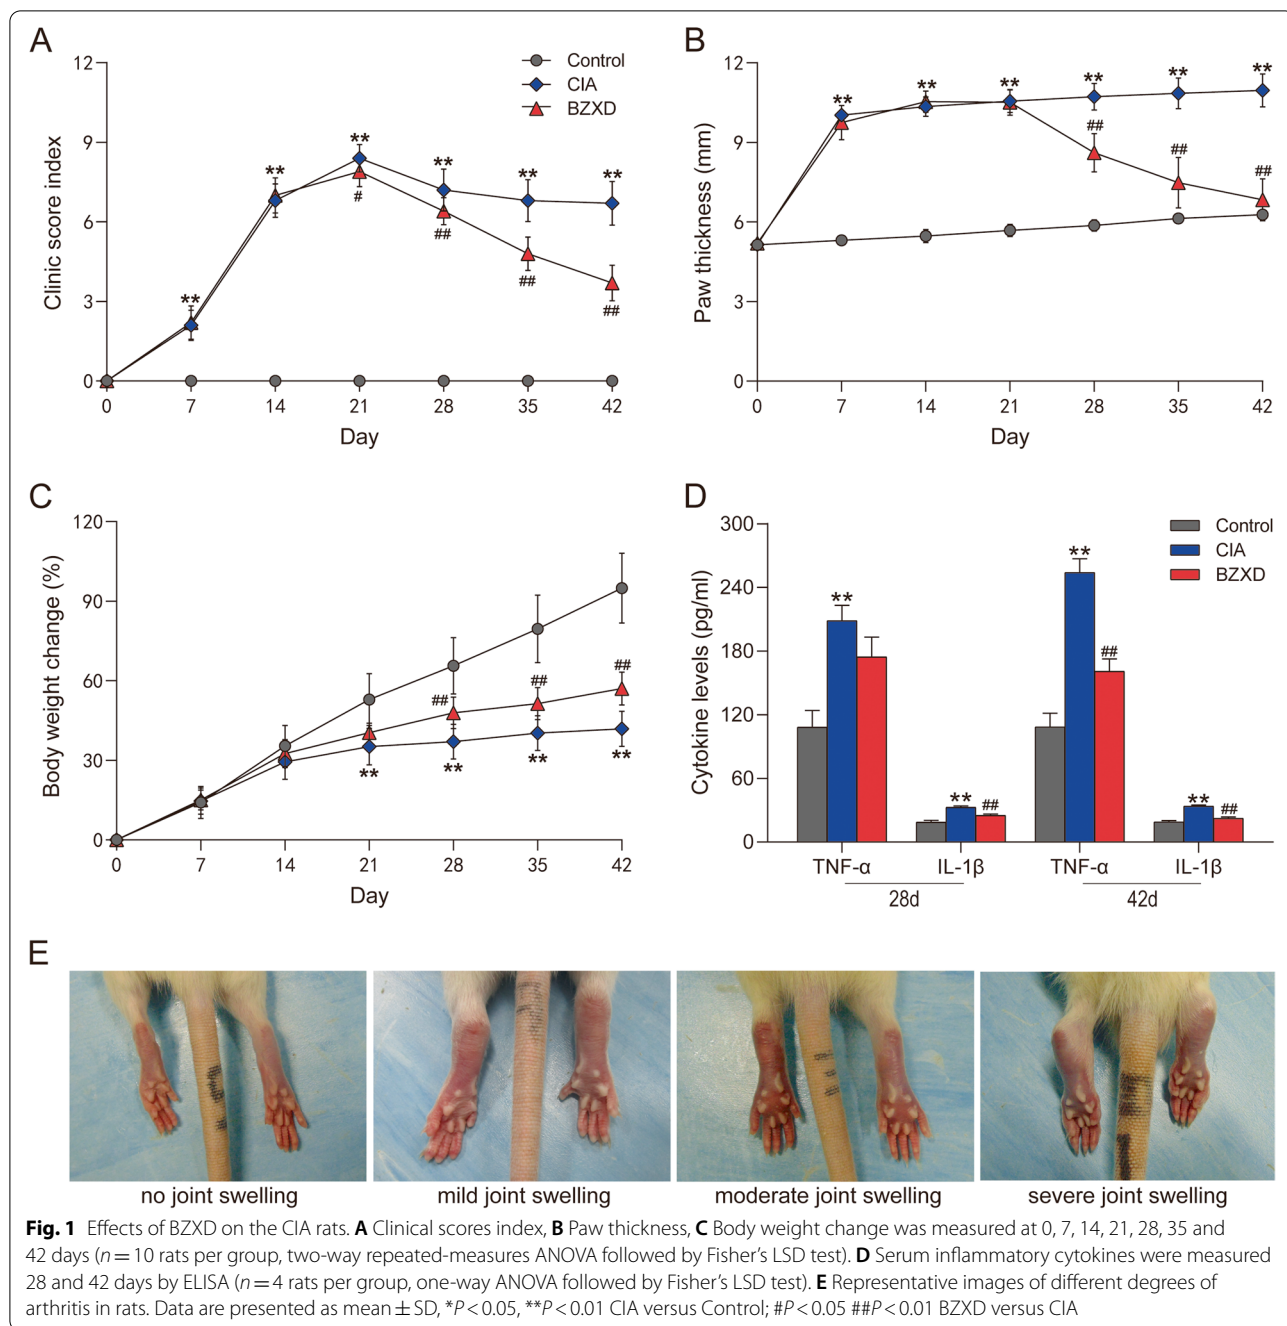 A
12
9
6
3
0
Clinic score index
0 7 14 21 28 35 42
Day
Control
CIA
BZXD
** ** ** ** ** **
# ## ## ##
B
12
9
6
3
0
Paw thickness (mm)
0 7 14 21 28 35 42
Day
** ** ** ** ** **
## ## ##
C
120
90
60
30
0
Body weight change (%)
0 7 14 21 28 35 42
Day
## ## ##
** ** ** **
D
300
240
180
120
60
0
Cytokine levels (pg/ml)
Control
CIA
BZXD
** ** ## ** ## ** ##
TNF-α IL-1β TNF-α IL-1β
28d 42d
E
no joint swelling mild joint swelling moderate joint swelling severe joint swelling
Fig. 1 Effects of BZXD on the CIA rats. A Clinical scores index, B Paw thickness, C Body weight change was measured at 0, 7, 14, 21, 28, 35 and
42 days (n = 10 rats per group, two-way repeated-measures ANOVA followed by Fisher's LSD test). D Serum inflammatory cytokines were measured
28 and 42 days by ELISA (n = 4 rats per group, one-way ANOVA followed by Fisher's LSD test). E Representative images of different degrees of
arthritis in rats. Data are presented as mean ± SD, *P < 0.05, **P < 0.01 CIA versus Control; #P < 0.05 ##P < 0.01 BZXD versus CIA